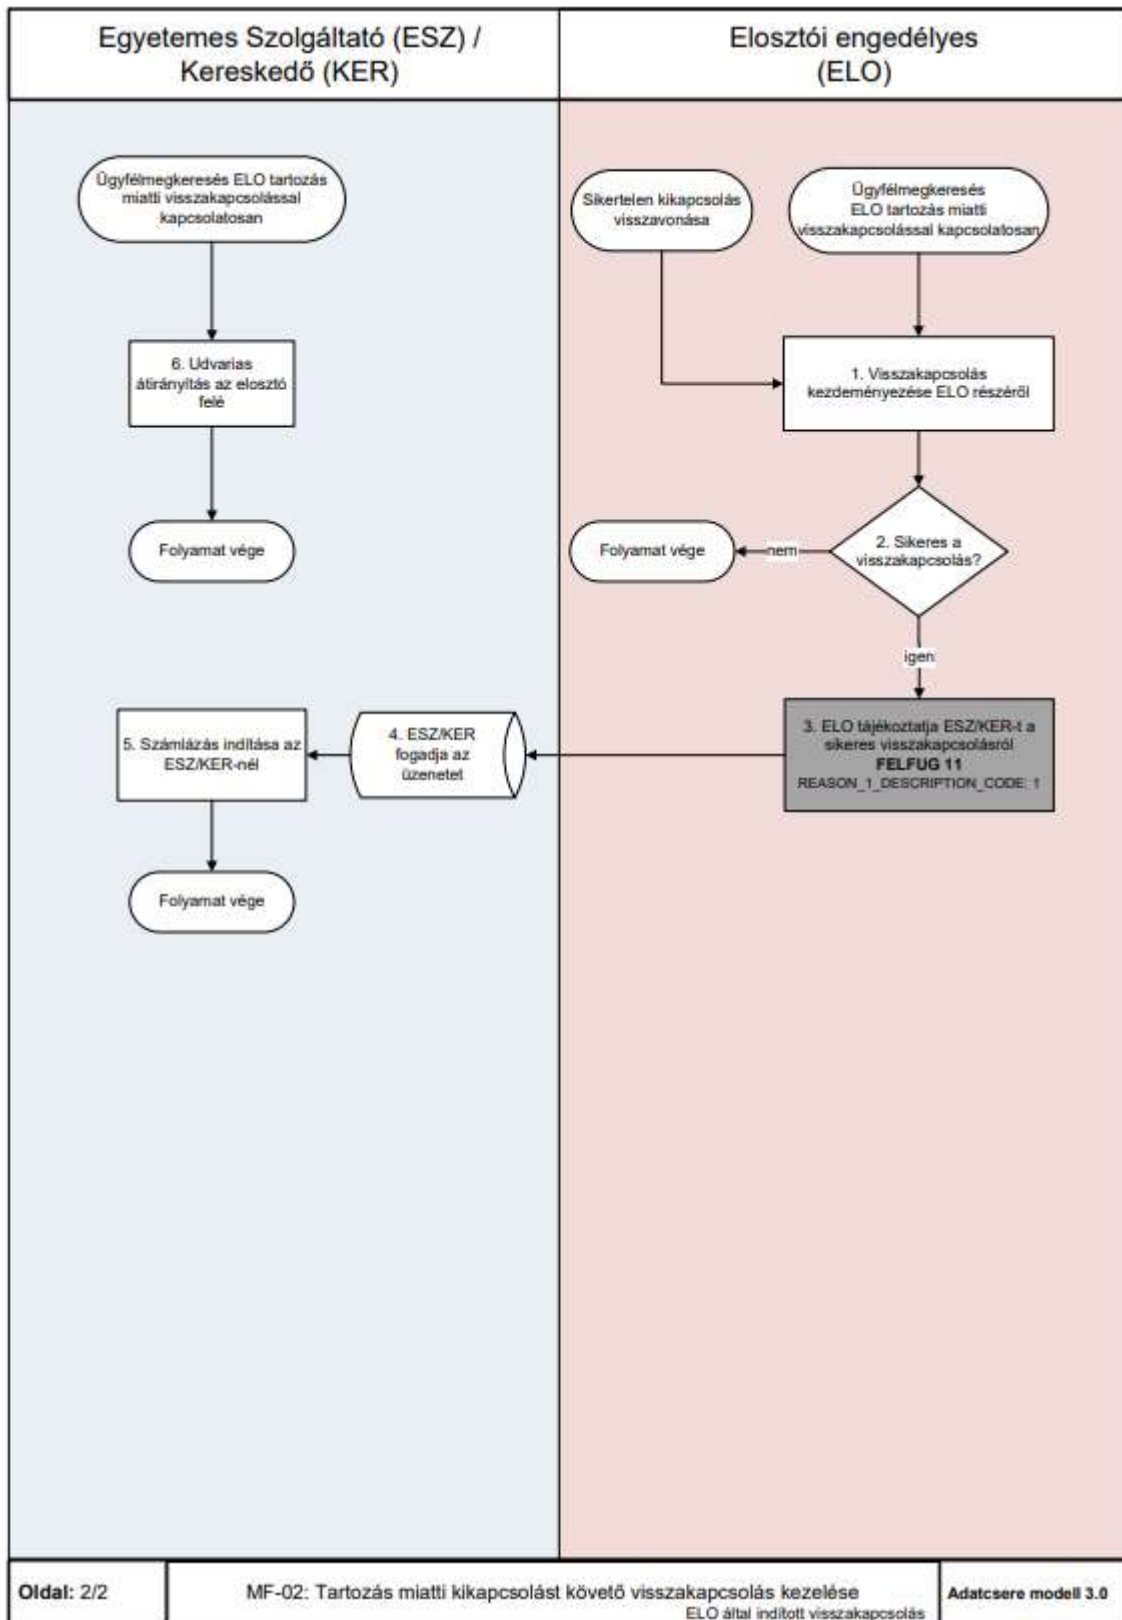 Egyetemes Szolgáltató (ESZ) /
Kereskedő (KER)
Elosztói engedélyes
(ELO)
Ügyfélmegkeresés ELO tartozás
miatti visszakapcsolással
kapcsolatosan
Sikertelen kikapcsolás
visszavonása
Ügyfélmegkeresés
ELO tartozás miatti
visszakapcsolással kapcsolatosan
6. Udvarias
átirányítás az elosztó
felé
1. Visszakapcsolás
kezdeményezése ELO részéről
Folyamat vége
Folyamat vége
nem
2. Sikeres a
visszakapcsolás?
igen
5. Számlázás indítása az
ESZ/KER-nél
4. ESZ/KER
fogadja az
üzenetet
3. ELO tájékoztatja ESZ/KER-t a
sikeres visszakapcsolásról
FELFUG 11
REASON_1_DESCRIPTION_CODE: 1
Folyamat vége
Oldal: 2/2
MF-02: Tartozás miatti kikapcsolást követő visszakapcsolás kezelése
ELO által indított visszakapcsolás
Adatcsere modell 3.0